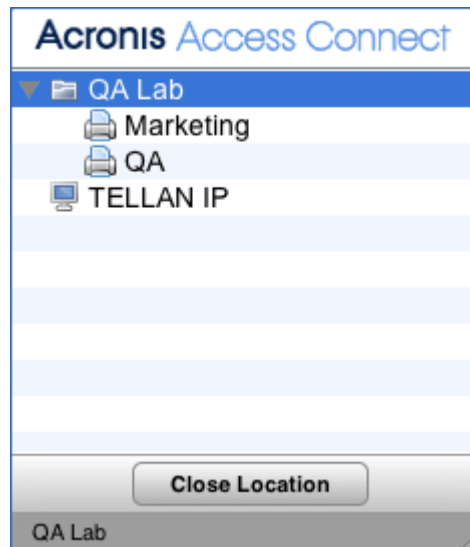 Acronis Access Connect
QA Lab
Marketing
QA
TELLAN IP
Close Location
QA Lab